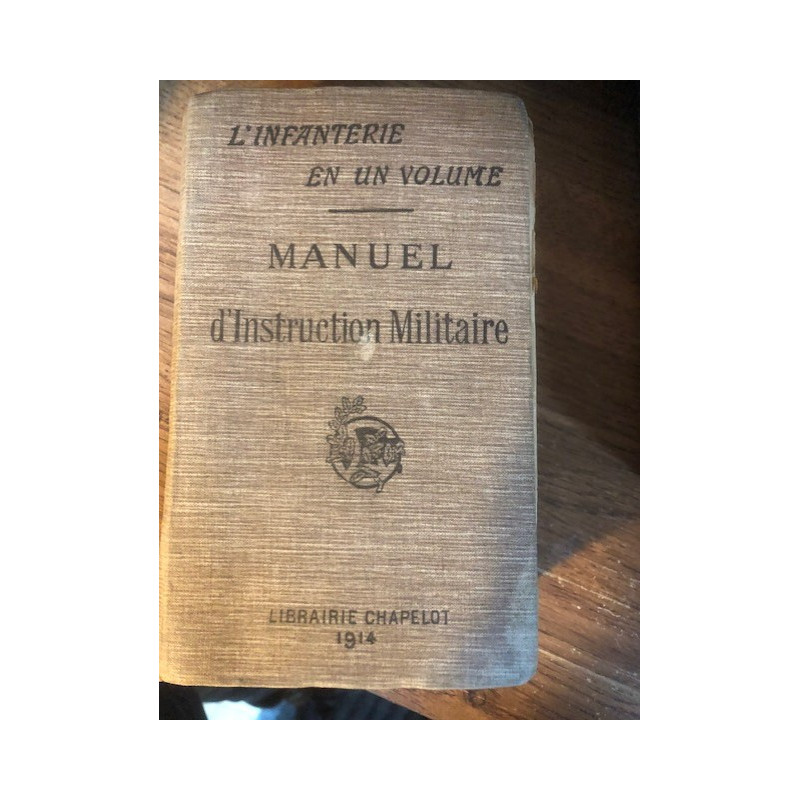 L'INFANTERIE
EN UN VOLUME
MANUEL
d'Instruction Militaire
LIBRAIRIE CHAPELOT
1914